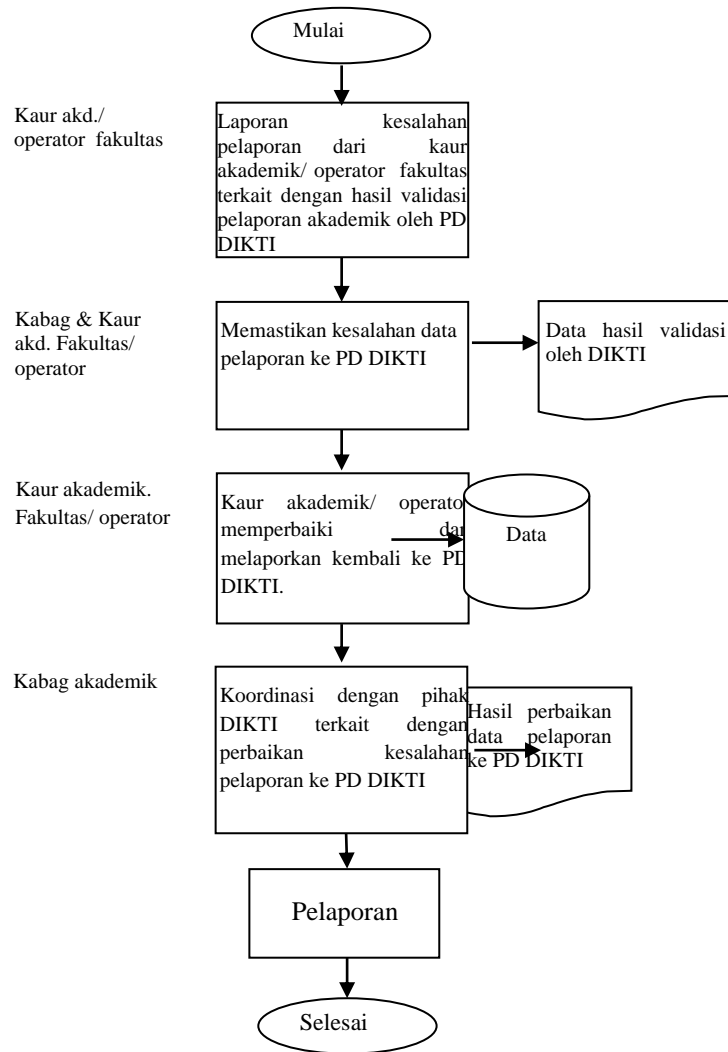 Mulai
Kaur akd./
operator fakultas
Laporan kesalahan
pelaporan dari kaur
akademik/ operator fakultas
terkait dengan hasil validasi
pelaporan akademik oleh PD
DIKTI
Kabag & Kaur
akd. Fakultas/
operator
Memastikan kesalahan data
pelaporan ke PD DIKTI
Data hasil validasi
oleh DIKTI
Kaur akademik.
Fakultas/ operator
Kaur akademik/ operator
memperbaiki dan
melaporkan kembali ke PD
DIKTI.
Data
Kabag akademik
Koordinasi dengan pihak
DIKTI terkait dengan
perbaikan kesalahan
pelaporan ke PD DIKTI
Hasil perbaikan
data pelaporan
ke PD DIKTI
Pelaporan
Selesai